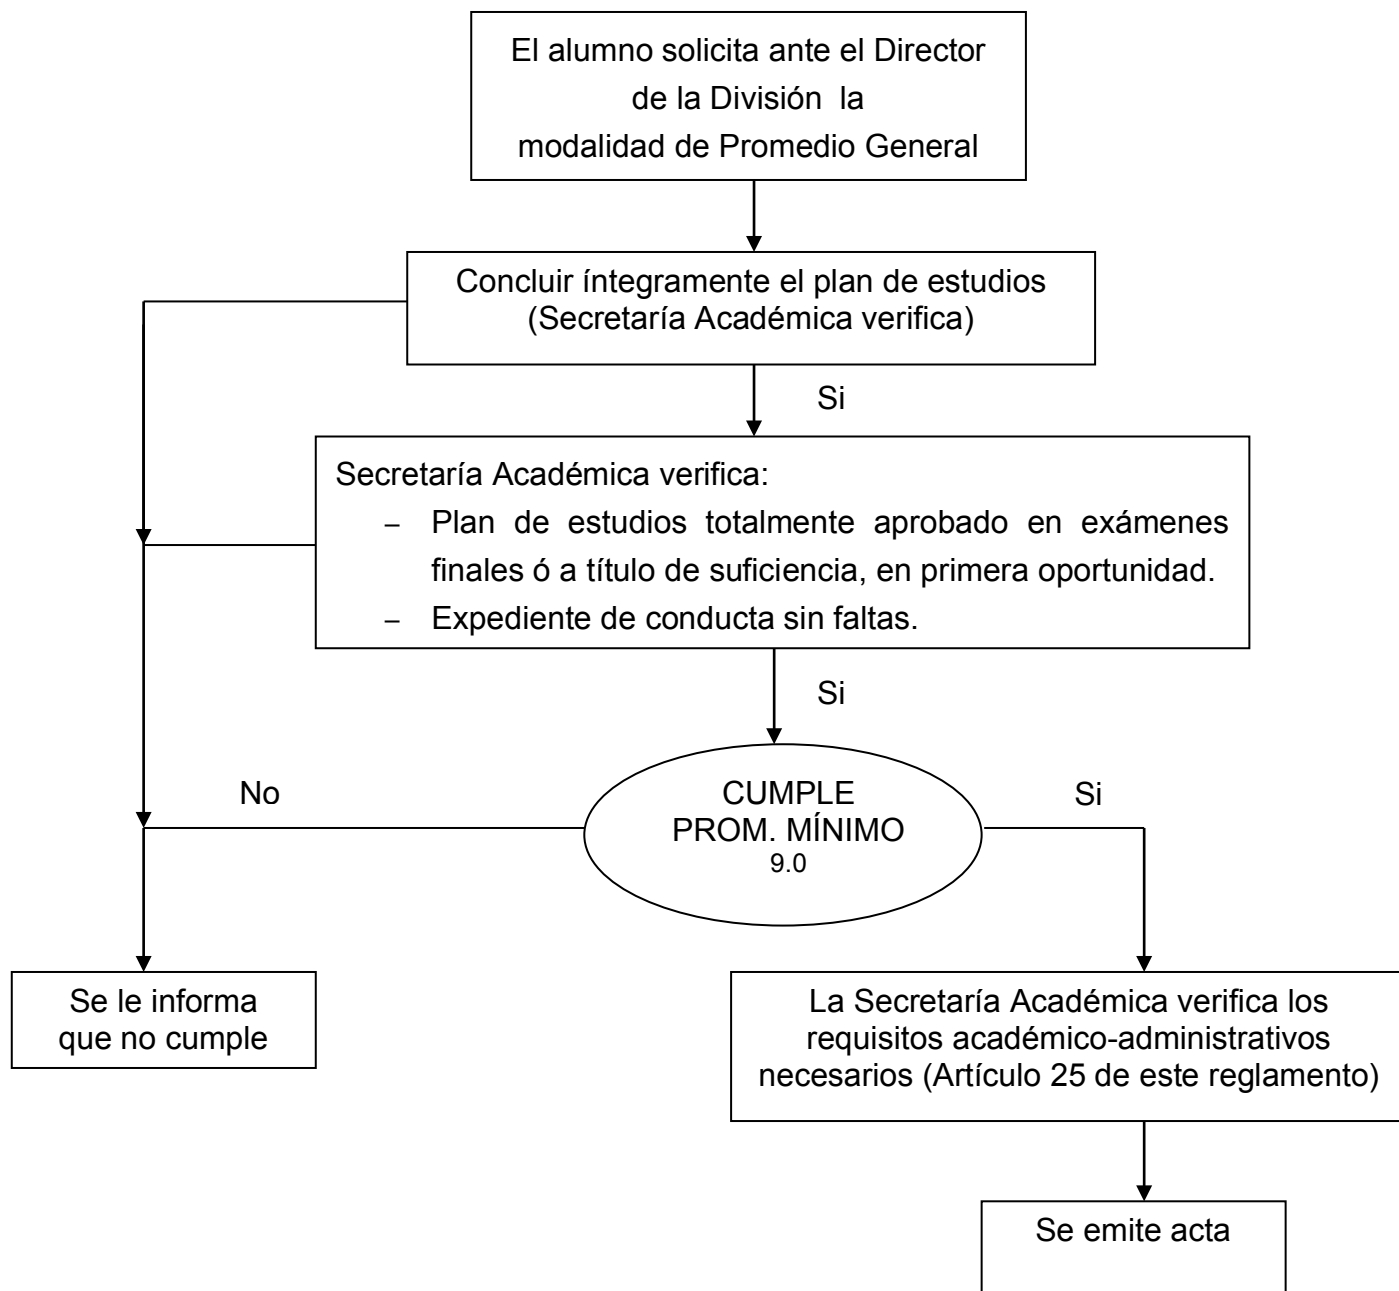 El alumno solicita ante el Director
de la División la
modalidad de Promedio General
Concluir íntegramente el plan de estudios
(Secretaría Académica verifica)
Si
Secretaría Académica verifica:
– Plan de estudios totalmente aprobado en exámenes
finales ó a título de suficiencia, en primera oportunidad.
– Expediente de conducta sin faltas.
Si
No
CUMPLE
PROM. MÍNIMO
9.0
Si
Se le informa
que no cumple
La Secretaría Académica verifica los
requisitos académico-administrativos
necesarios (Artículo 25 de este reglamento)
Se emite acta